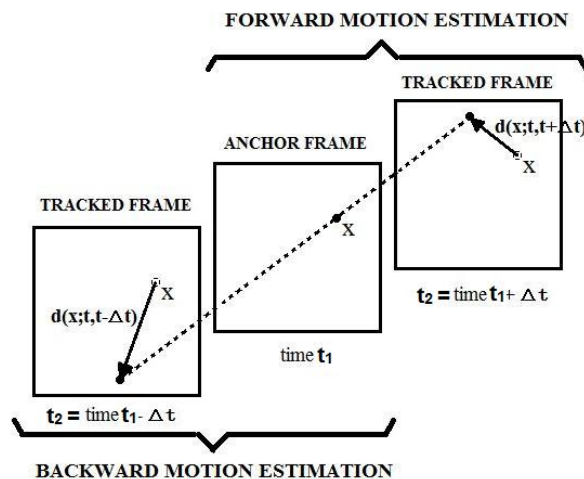 FORWARD MOTION ESTIMATION
TRACKED FRAME
d(x;t,t+Δt)
X
ANCHOR FRAME
X
TRACKED FRAME
X
d(x;t,t-Δt)
t₂ = time t₁+ Δt
time t₁
t₂ = time t₁- Δt
BACKWARD MOTION ESTIMATION